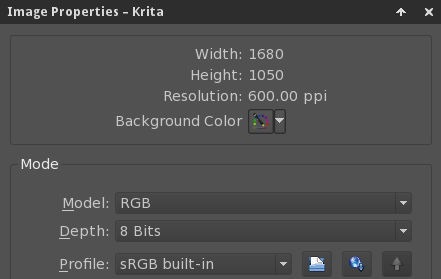 Image Properties – Krita
Width: 1680
Height: 1050
Resolution: 600.00 ppi
Background Color
Mode
Model: RGB
Depth: 8 Bits
Profile: sRGB built-in